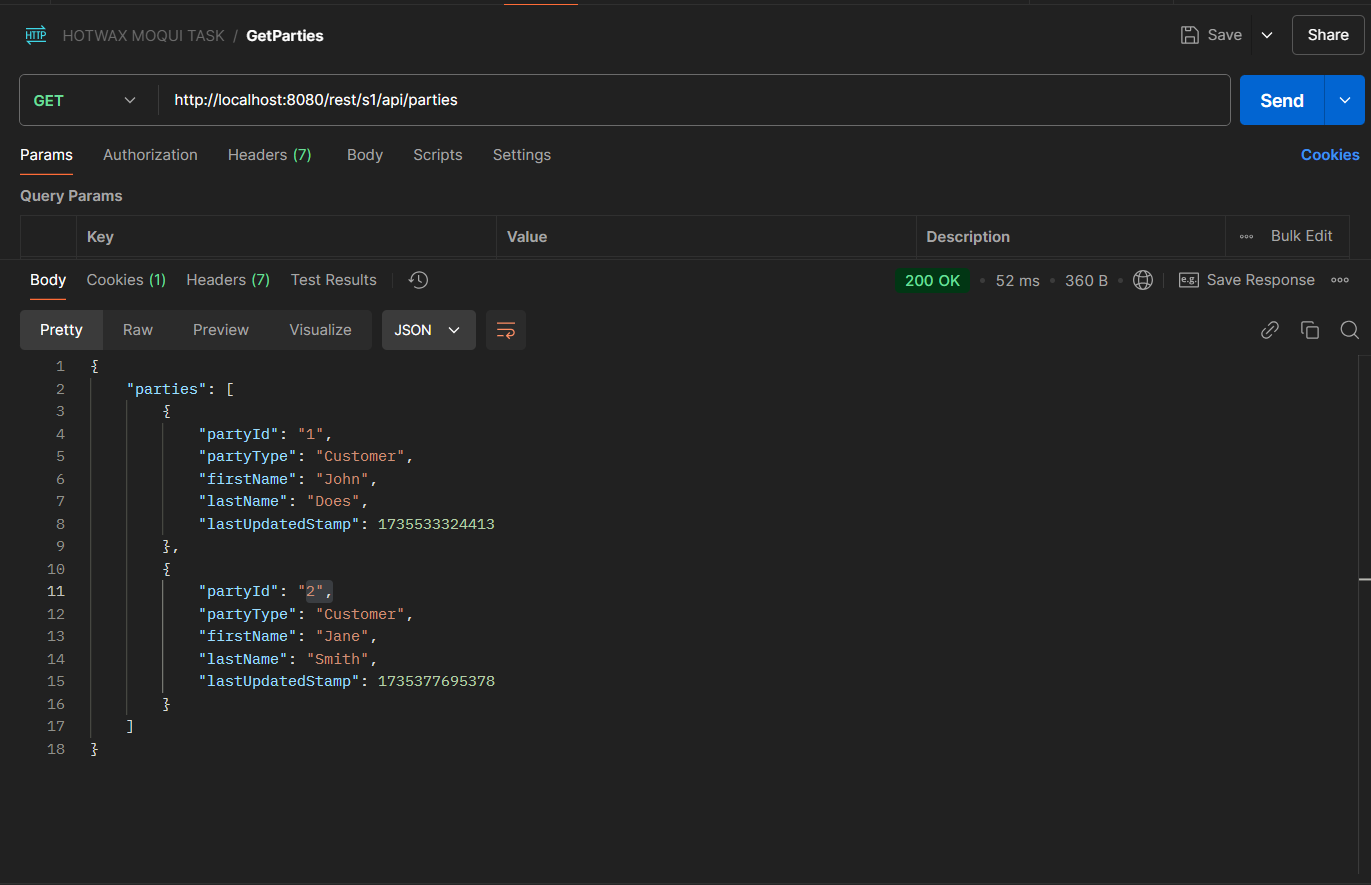 HTTP HOTWAX MOQUI TASK / GetParties Save Share
GET http://localhost:8080/rest/s1/api/parties Send
Params Authorization Headers (7) Body Scripts Settings Cookies
Query Params
Key Value Description Bulk Edit
Body Cookies (1) Headers (7) Test Results 200 OK 52 ms 360 B e.g. Save Response
Pretty Raw Preview Visualize JSON
1 {
2 "parties": [
3 {
4 "partyId": "1",
5 "partyType": "Customer",
6 "firstName": "John",
7 "lastName": "Does",
8 "lastUpdatedStamp": 1735533324413
9 },
10 {
11 "partyId": "2",
12 "partyType": "Customer",
13 "firstName": "Jane",
14 "lastName": "Smith",
15 "lastUpdatedStamp": 1735377695378
16 }
17 ]
18 }